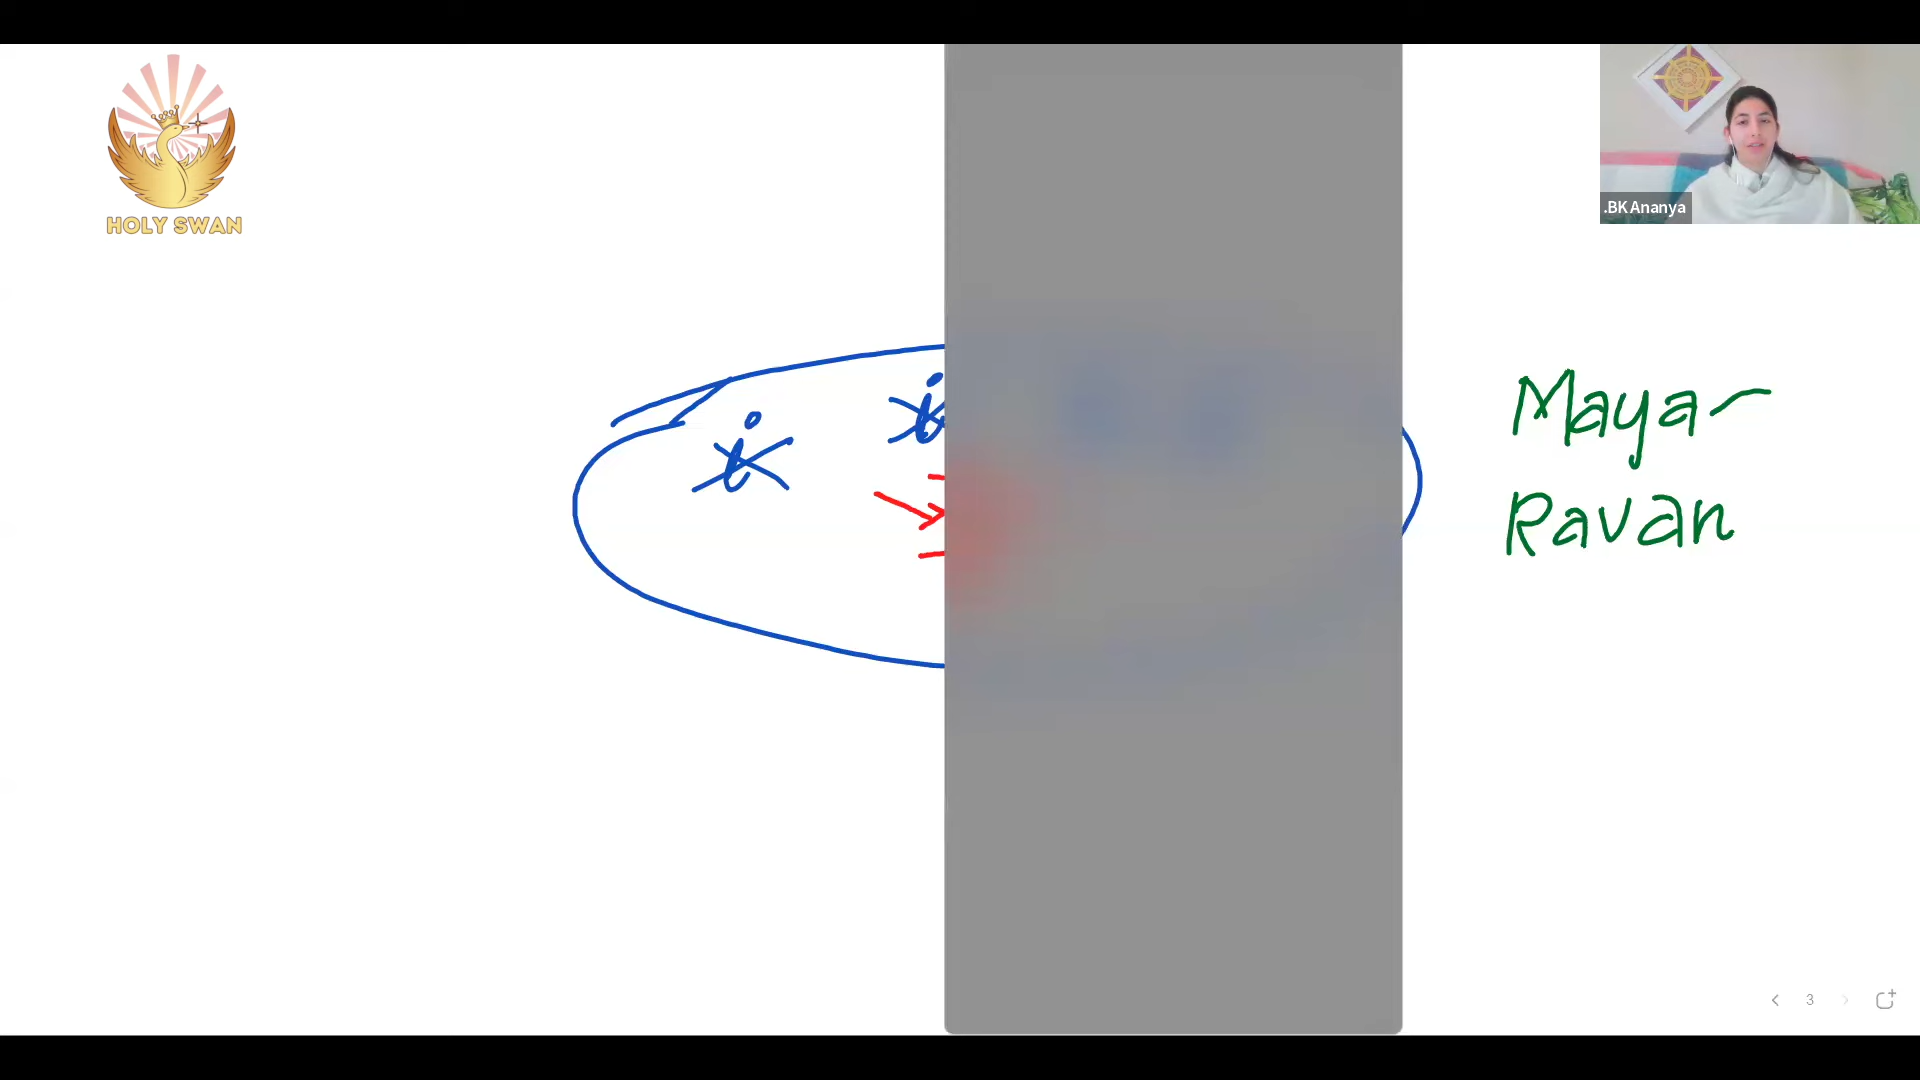 HOLY SWAN
.BK Ananya
i
i
Maya-
Ravan
3